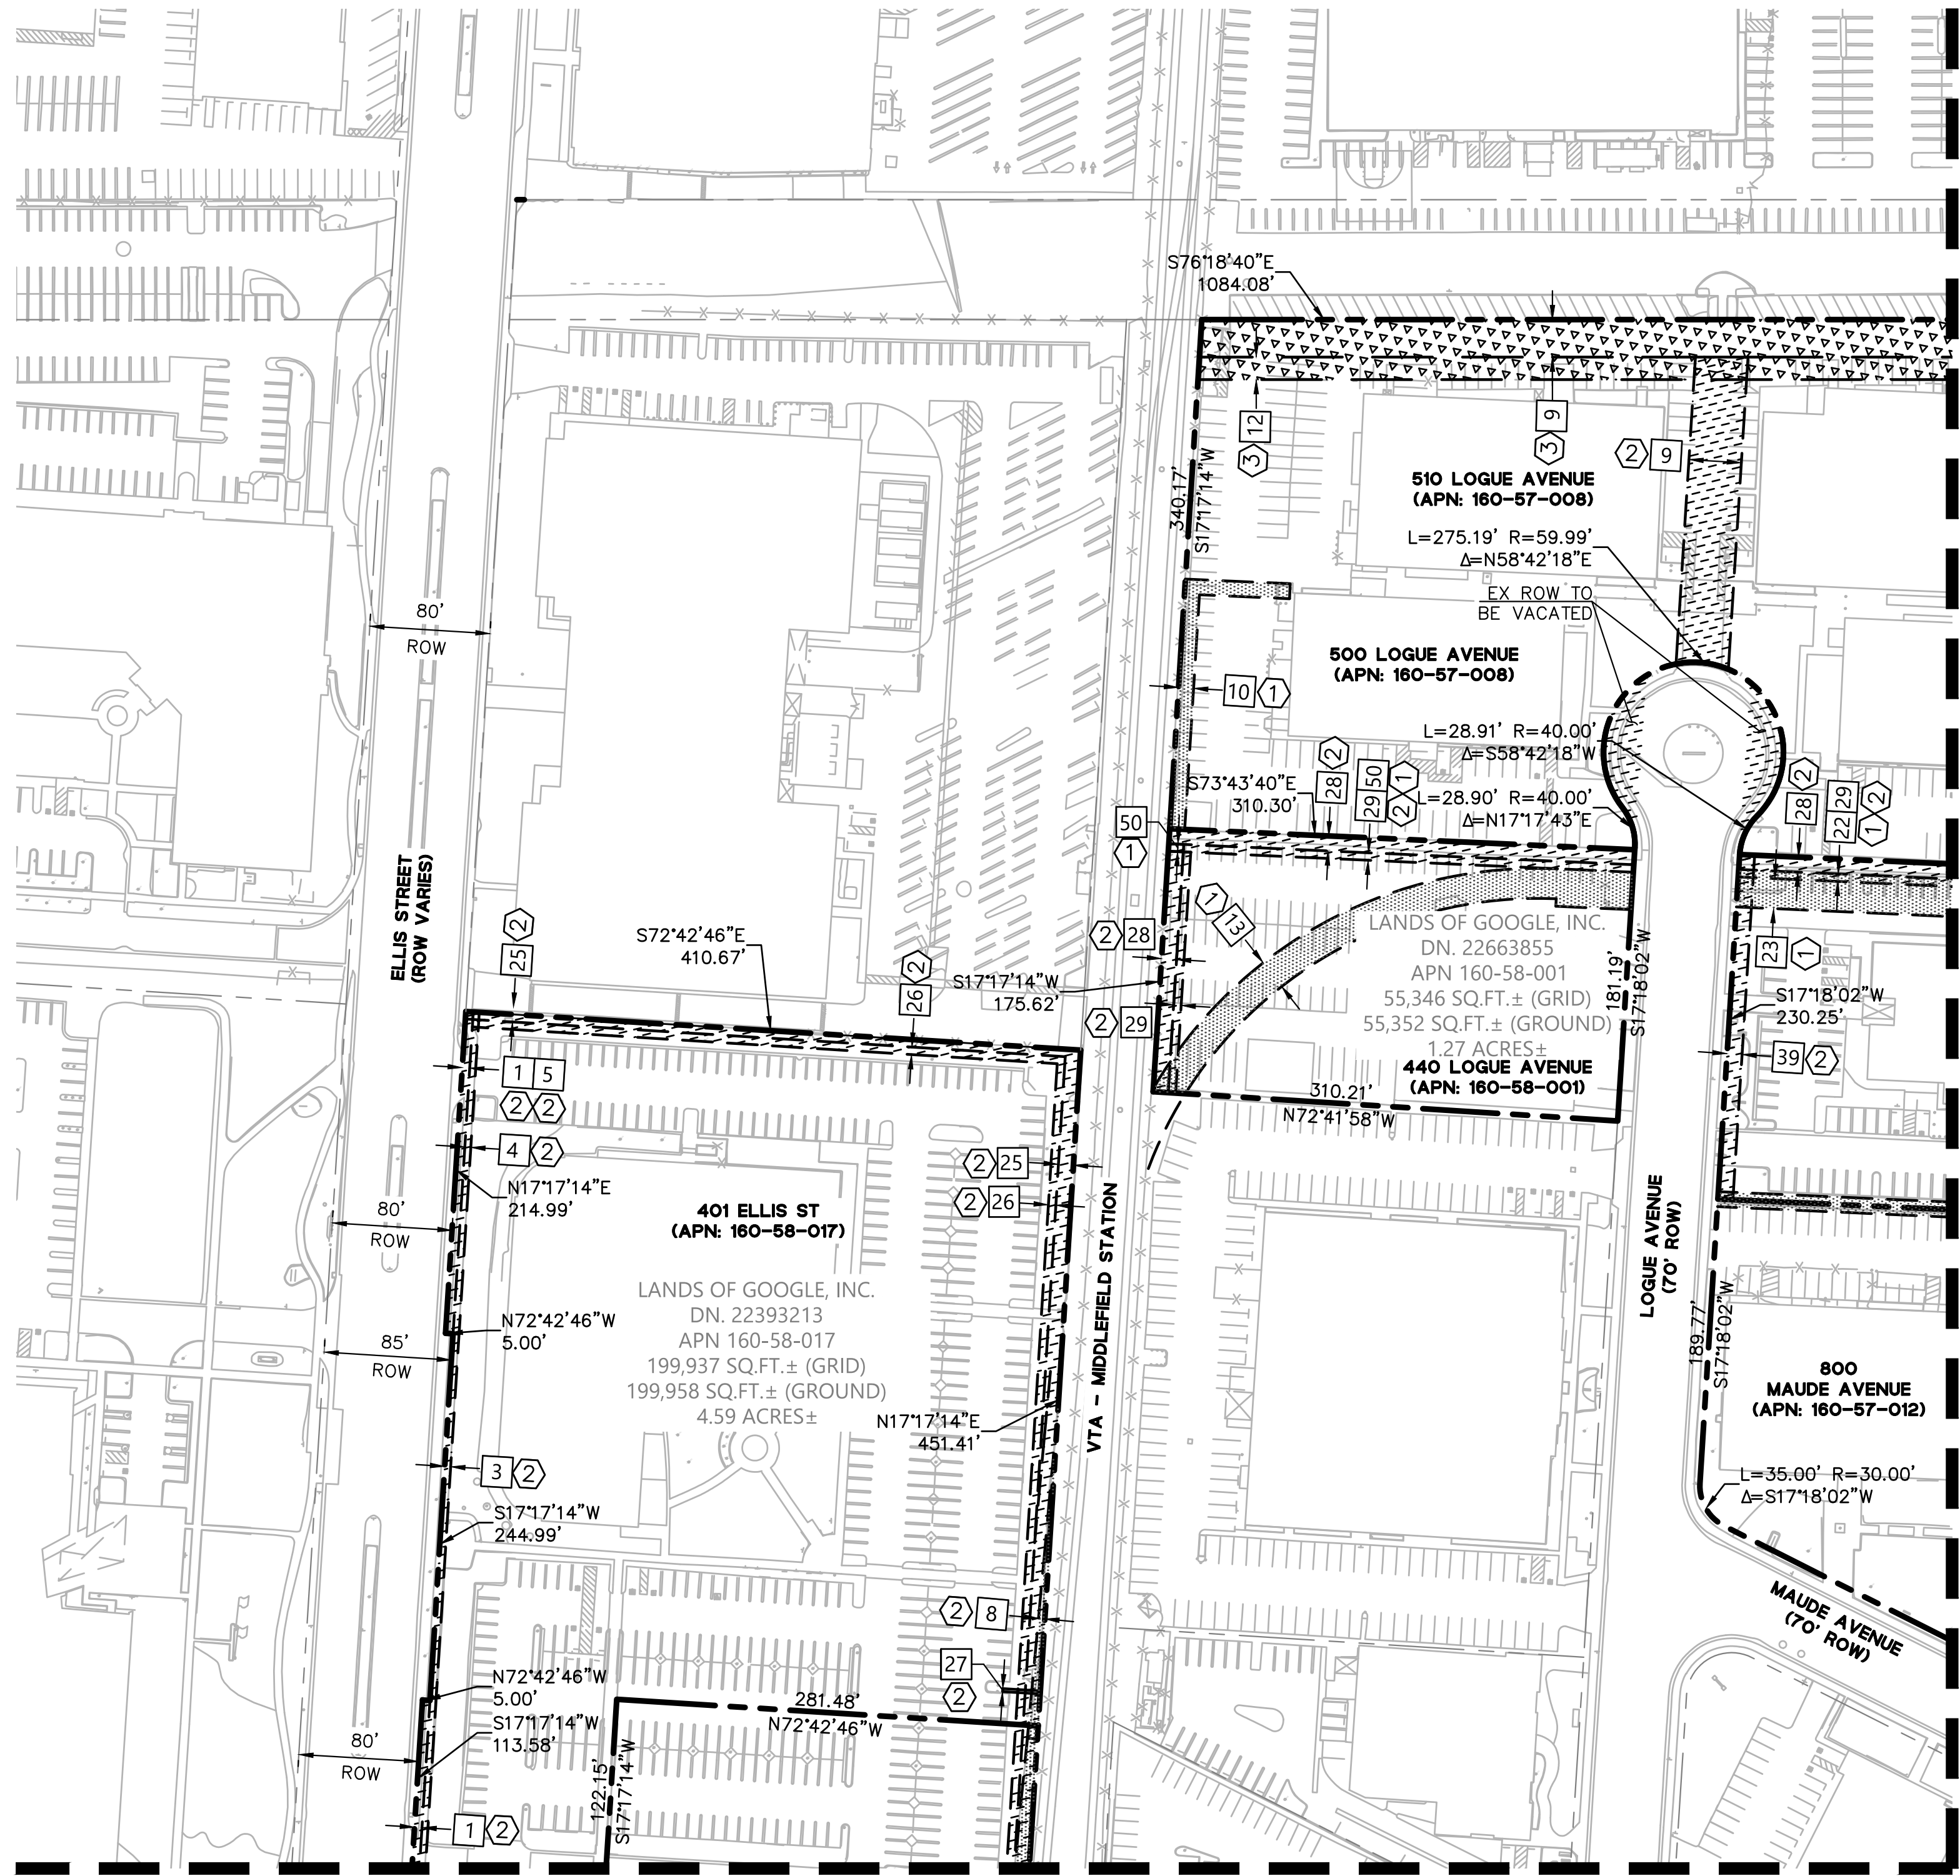 S76°18'40"E
1084.08'
12
3
9
3
2 9
340.17'
S17°17'14"W
510 LOGUE AVENUE
(APN: 160-57-008)
L=275.19' R=59.99'
Δ=N58°42'18"E
EX ROW TO
BE VACATED
80'
ROW
500 LOGUE AVENUE
(APN: 160-57-008)
10 1
L=28.91' R=40.00'
Δ=S58°42'18"W
S73°43'40"E
310.30'
28 2
29 50
2 1
L=28.90' R=40.00'
Δ=N17°17'43"E
28 2
22 29
1 2
50
1
ELLIS STREET
(ROW VARIES)
25 2
S72°42'46"E
410.67'
26 2
2 28
1 13
S17°17'14"W
175.62'
2 29
LANDS OF GOOGLE, INC.
DN. 22663855
APN 160-58-001
55,346 SQ.FT.± (GRID)
55,352 SQ.FT.± (GROUND)
1.27 ACRES±
440 LOGUE AVENUE
(APN: 160-58-001)
181.19'
S17°18'02"W
23 1
S17°18'02"W
230.25'
39 2
310.21'
N72°41'58"W
1 5
2 2
4 2
N17°17'14"E
214.99'
80'
ROW
401 ELLIS ST
(APN: 160-58-017)
2 25
2 26
LANDS OF GOOGLE, INC.
DN. 22393213
APN 160-58-017
199,937 SQ.FT.± (GRID)
199,958 SQ.FT.± (GROUND)
4.59 ACRES±
N72°42'46"W
5.00'
85'
ROW
N17°17'14"E
451.41'
VTA - MIDDLEFIELD STATION
LOGUE AVENUE
(70' ROW)
189.77'
S17°18'02"W
800
MAUDE AVENUE
(APN: 160-57-012)
3 2
S17°17'14"W
244.99'
L=35.00' R=30.00'
Δ=S17°18'02"W
MAUDE AVENUE
(70' ROW)
2 8
27
2
N72°42'46"W
5.00'
S17°17'14"W
113.58'
80'
ROW
281.48'
N72°42'46"W
122.15'
S17°17'14"W
1 2